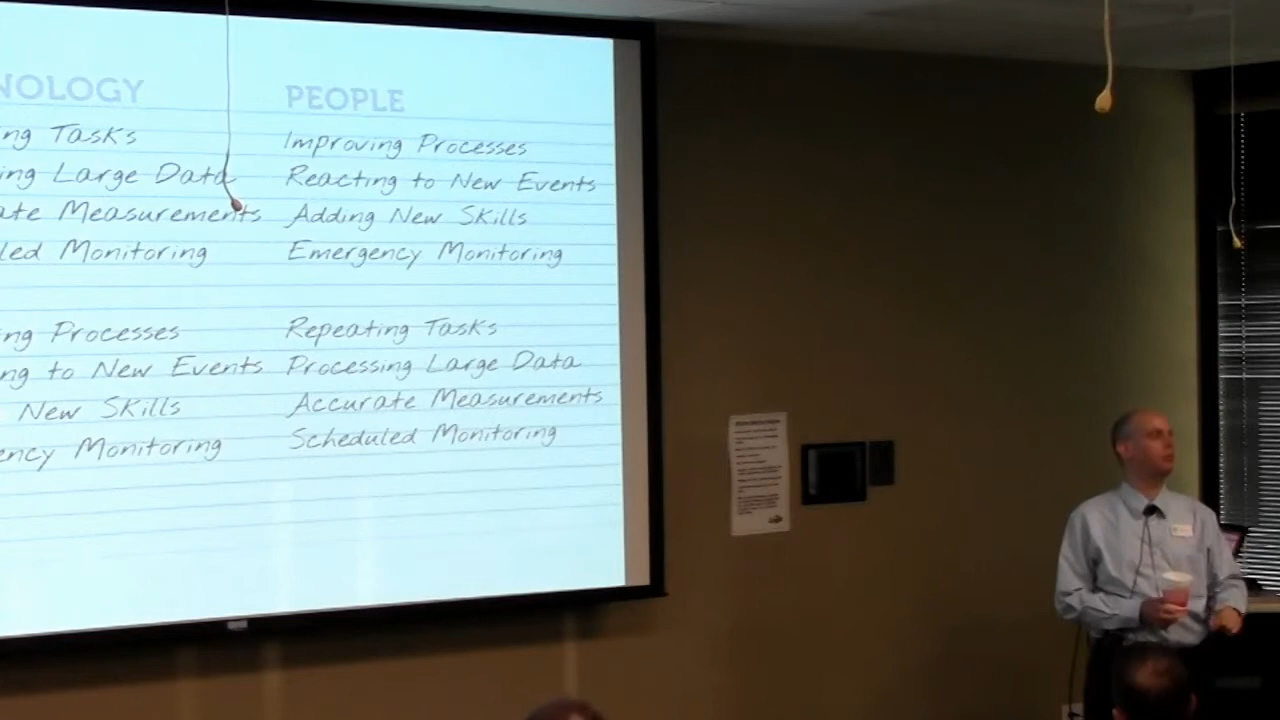 NOLOGY PEOPLE
ng Tasks Improving Processes
ing Large Data Reacting to New Events
ate Measurements Adding New Skills
led Monitoring Emergency Monitoring
ng Processes Repeating Tasks
ng to New Events Processing Large Data
New Skills Accurate Measurements
ency Monitoring Scheduled Monitoring